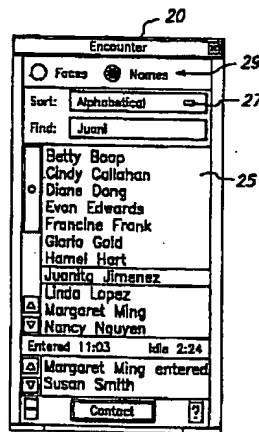 20
Encounter
Faces Names 29
Sort: Alphabetical 27
Find: Juani
Betty Boop 25
Cindy Callahan
Diane Dong
Evan Edwards
Francine Frank
Gloria Gold
Hamel Hart
Juanita Jimenez
Linda Lopez
Margaret Ming
Nancy Nguyen
Entered 11:03 Idle 2:24
Margaret Ming entered
Susan Smith
Contact ?